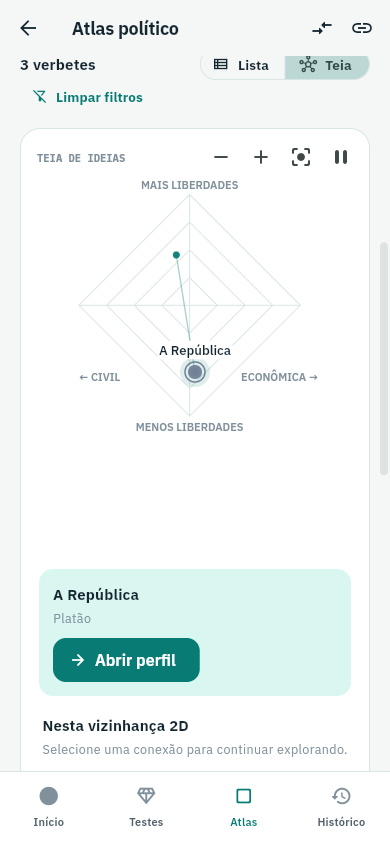 Atlas político
3 verbetes
Lista
Teia
Limpar filtros
TEIA DE IDEIAS
MAIS LIBERDADES
A República
← CIVIL
ECONÔMICA →
MENOS LIBERDADES
A República
Platão
→ Abrir perfil
Nesta vizinhança 2D
Selecione uma conexão para continuar explorando.
Início
Testes
Atlas
Histórico